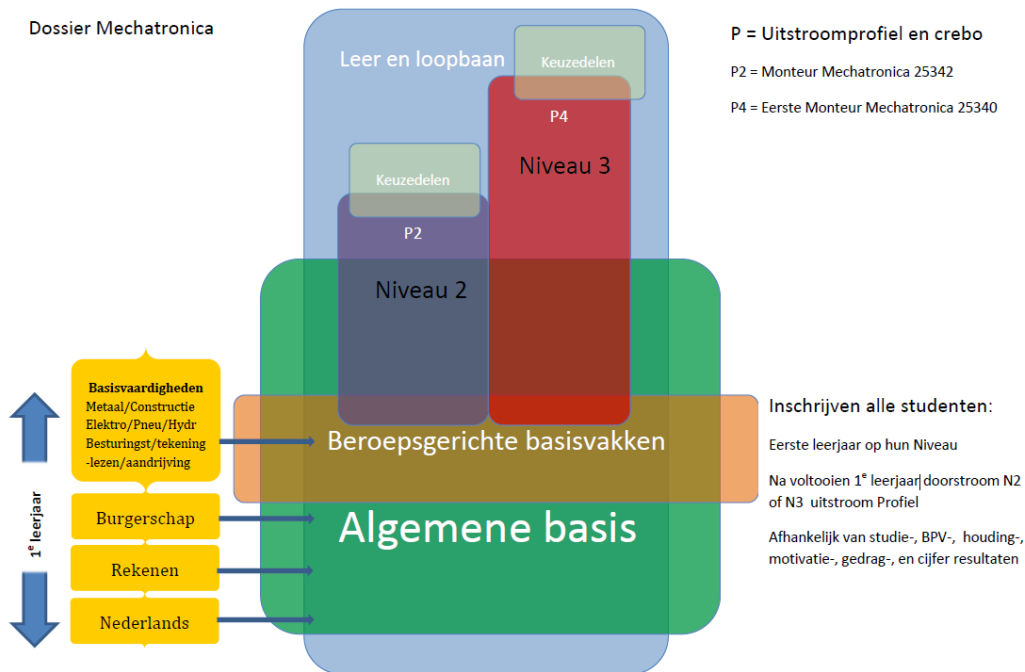 Dossier Mechatronica
Leer en loopbaan
Keuzedelen
P4
Niveau 3
Keuzedelen
P2
Niveau 2
P = Uitstroomprofiel en crebo
P2 = Monteur Mechatronica 25342
P4 = Eerste Monteur Mechatronica 25340
1e leerjaar
Basisvaardigheden
Metaal/Constructie
Elektro/Pneu/Hydr
Besturingst/tekening
-lezen/aandrijving
Burgerschap
Rekenen
Nederlands
Beroepsgerichte basisvakken
Algemene basis
Inschrijven alle studenten:
Eerste leerjaar op hun Niveau
Na voltooien 1e leerjaar doorstroom N2
of N3 uitstroom Profiel
Afhankelijk van studie-, BPV-, houding-,
motivatie-, gedrag-, en cijfer resultaten